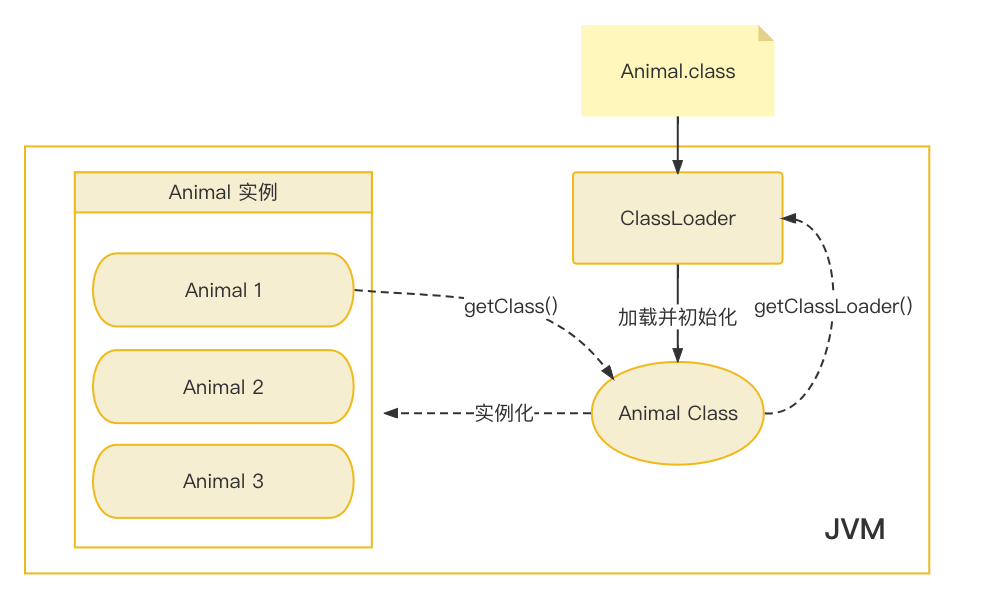 Animal.class
Animal 实例
ClassLoader
Animal 1
getClass()
加载并初始化
getClassLoader()
Animal 2
实例化
Animal Class
Animal 3
JVM